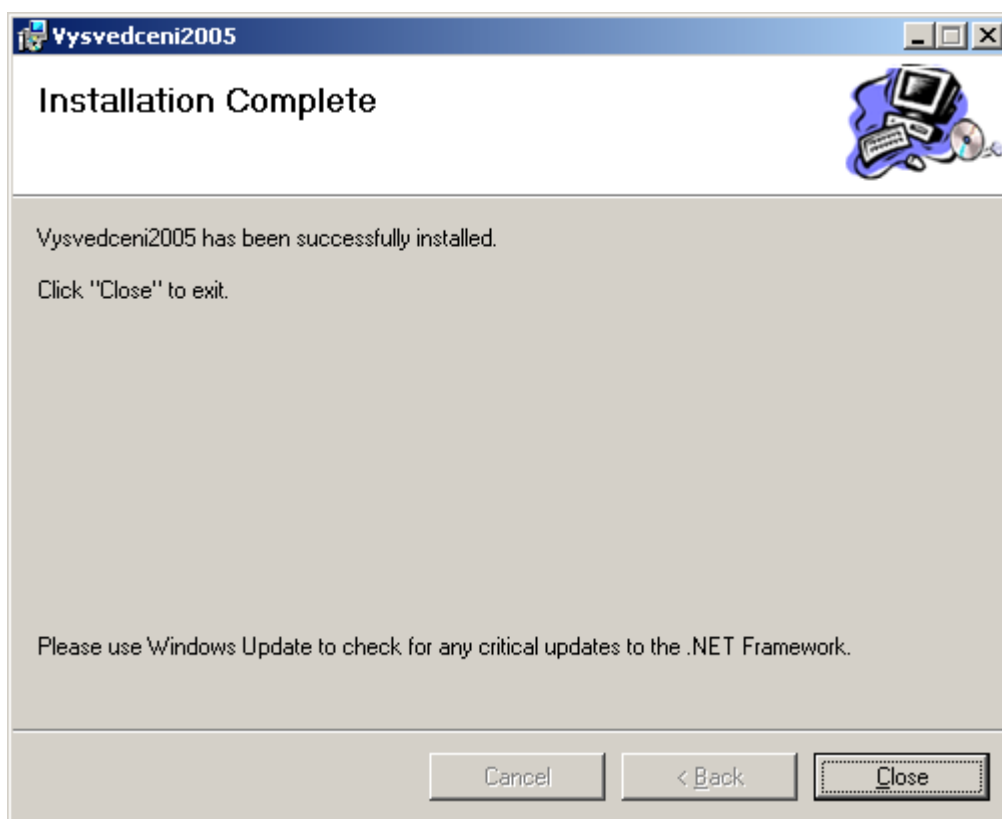 Vysvedceni2005
Installation Complete
Vysvedceni2005 has been successfully installed.
Click "Close" to exit.
Please use Windows Update to check for any critical updates to the .NET Framework.
Cancel
< Back
Close